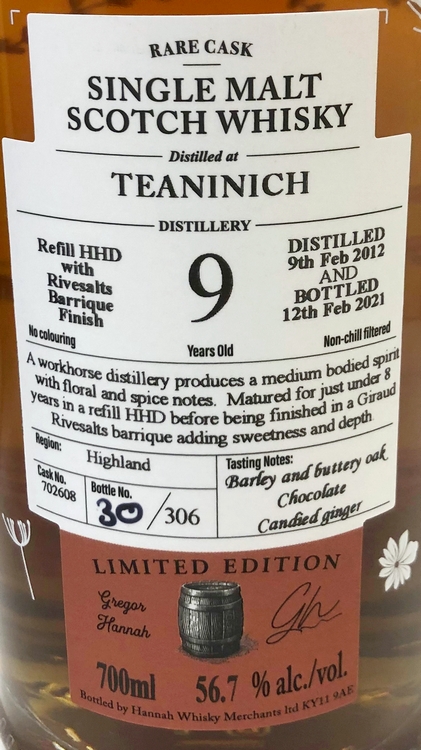 RARE CASK
SINGLE MALT
SCOTCH WHISKY
Distilled at
TEANINICH
DISTILLERY
Refill HHD
with
Rivesalts
Barrique
Finish
9
DISTILLED
9th Feb 2012
AND
BOTTLED
12th Feb 2021
No colouring
Years Old
Non-chill filtered
A workhorse distillery produces a medium bodied spirit
with floral and spice notes. Matured for just under 8
years in a refill HHD before being finished in a Giraud
Rivesalts barrique adding sweetness and depth
Region:
Highland
Cask No.
702608
Bottle No.
30 /306
Tasting Notes:
Barley and buttery oak
Chocolate
Candied ginger
LIMITED EDITION
Gregor
Hannah
700ml 56.7 % alc./vol.
Bottled by Hannah Whisky Merchants ltd KY11 9AE